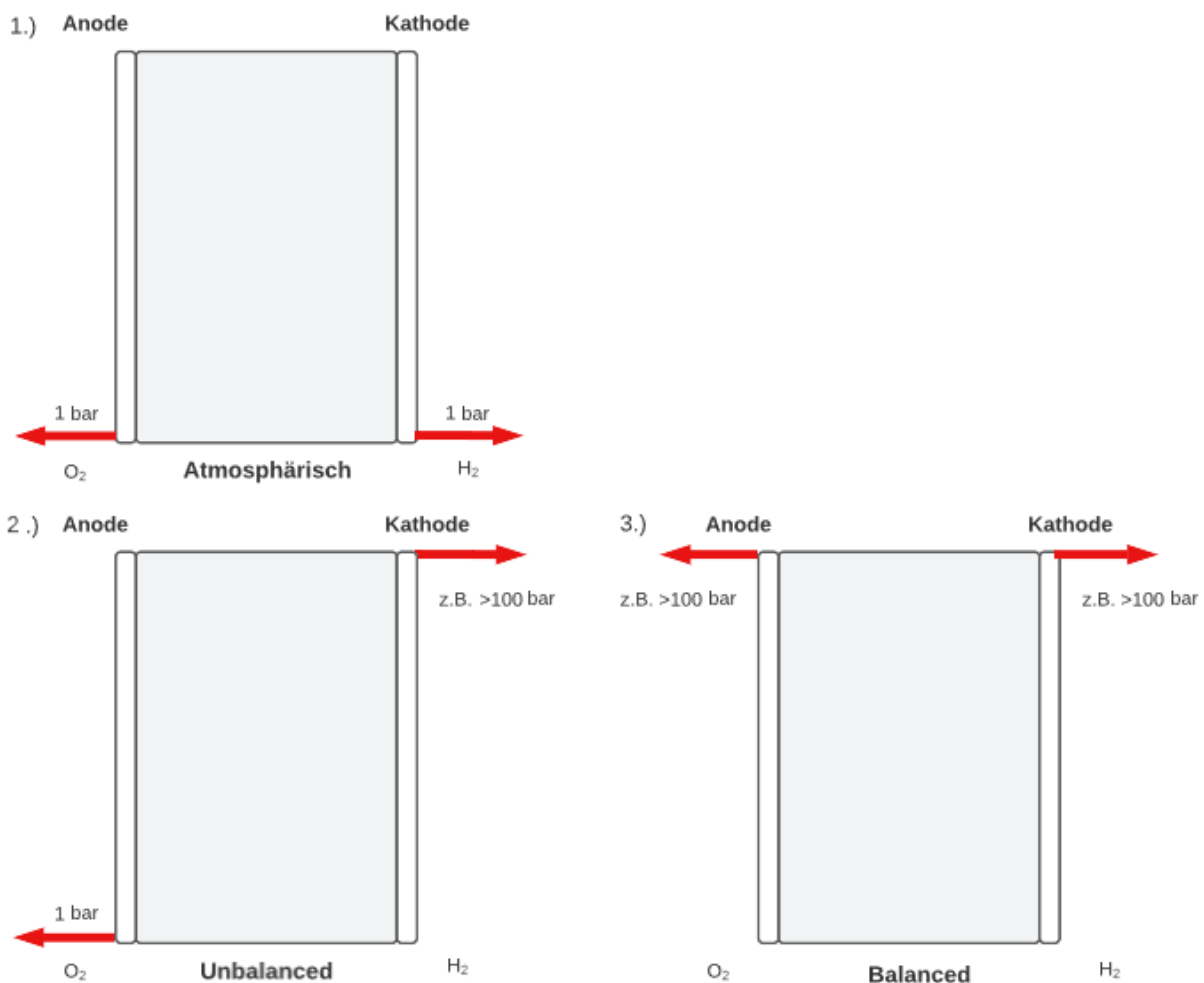 1.) Anode Kathode
1 bar 1 bar
O₂ Atmosphärisch H₂
2 .) Anode Kathode
z.B. >100 bar
1 bar
O₂ Unbalanced H₂
3.) Anode Kathode
z.B. >100 bar z.B. >100 bar
O₂ Balanced H₂